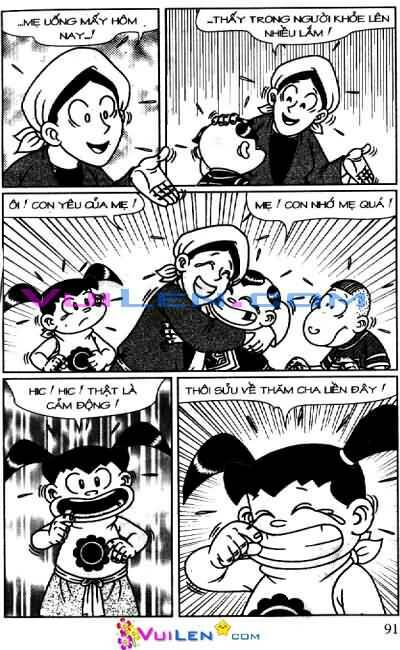 ...MẸ UỐNG MẤY HÔM
NAY...!
...THẤY TRONG NGƯỜI KHỎE LÊN
NHIỀU LẮM!
ÔI! CON YÊU CỦA MẸ!
MẸ! CON NHỚ MẸ QUÁ!
VUILEN.COM
HIC! HIC! THẬT LÀ
CẢM ĐỘNG!
THÔI SỬU VỀ THĂM CHA LIỀN ĐÂY!
91
VUILEN.COM